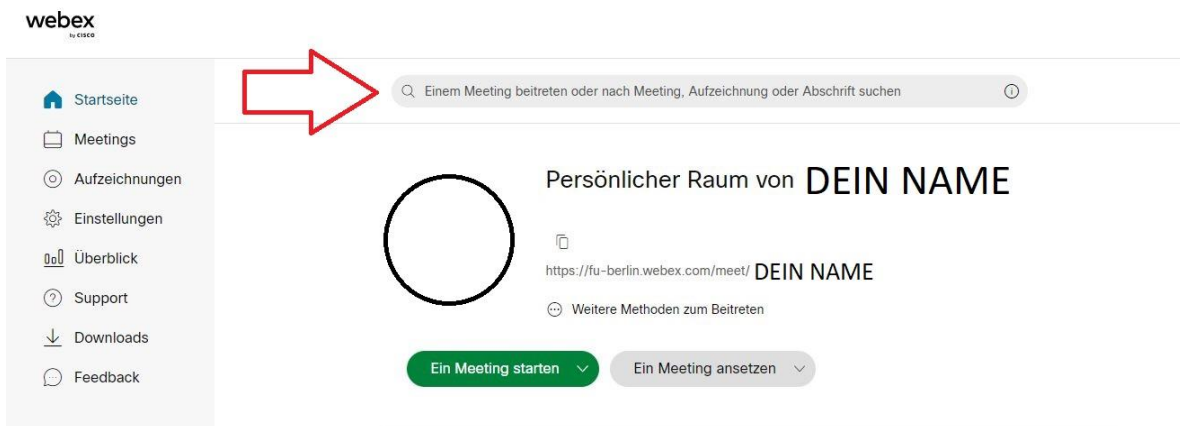 webex
by CISCO
Startseite
Meetings
Aufzeichnungen
Einstellungen
Überblick
Support
Downloads
Feedback
Einem Meeting beitreten oder nach Meeting, Aufzeichnung oder Abschrift suchen
Persönlicher Raum von DEIN NAME
https://fu-berlin.webex.com/meet/ DEIN NAME
Weitere Methoden zum Beitreten
Ein Meeting starten
Ein Meeting ansetzen